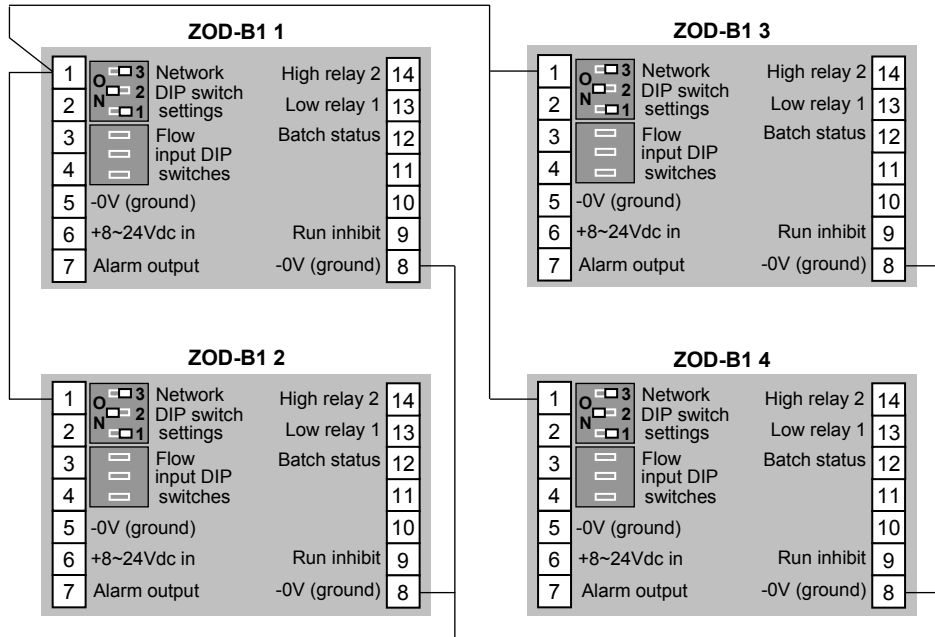 ZOD-B1 1
1
2
3
4
5
6
7
O
N
3
2
1
Network
DIP switch
settings
Flow
input DIP
switches
-0V (ground)
+8~24Vdc in
Alarm output
High relay 2
Low relay 1
Batch status
Run inhibit
-0V (ground)
14
13
12
11
10
9
8
ZOD-B1 3
1
2
3
4
5
6
7
O
N
3
2
1
Network
DIP switch
settings
Flow
input DIP
switches
-0V (ground)
+8~24Vdc in
Alarm output
High relay 2
Low relay 1
Batch status
Run inhibit
-0V (ground)
14
13
12
11
10
9
8
ZOD-B1 2
1
2
3
4
5
6
7
O
N
3
2
1
Network
DIP switch
settings
Flow
input DIP
switches
-0V (ground)
+8~24Vdc in
Alarm output
High relay 2
Low relay 1
Batch status
Run inhibit
-0V (ground)
14
13
12
11
10
9
8
ZOD-B1 4
1
2
3
4
5
6
7
O
N
3
2
1
Network
DIP switch
settings
Flow
input DIP
switches
-0V (ground)
+8~24Vdc in
Alarm output
High relay 2
Low relay 1
Batch status
Run inhibit
-0V (ground)
14
13
12
11
10
9
8